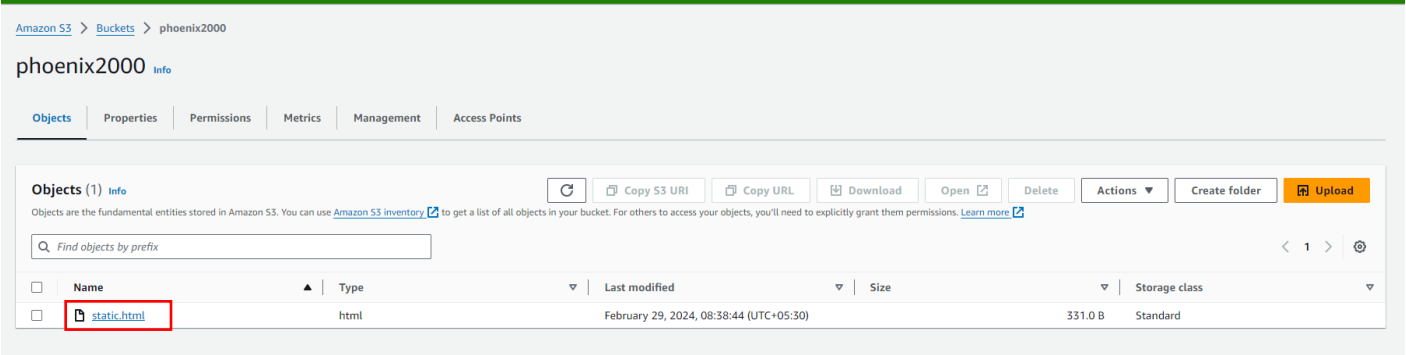 Amazon S3 > Buckets > phoenix2000
phoenix2000 Info
Objects Properties Permissions Metrics Management Access Points
Objects (1) Info Copy S3 URI Copy URL Download Open Delete Actions Create folder Upload
Objects are the fundamental entities stored in Amazon S3. You can use Amazon S3 inventory to get a list of all objects in your bucket. For others to access your objects, you'll need to explicitly grant them permissions. Learn more
Find objects by prefix < 1 >
Name Type Last modified Size Storage class
static.html html February 29, 2024, 08:38:44 (UTC+05:30) 331.0 B Standard